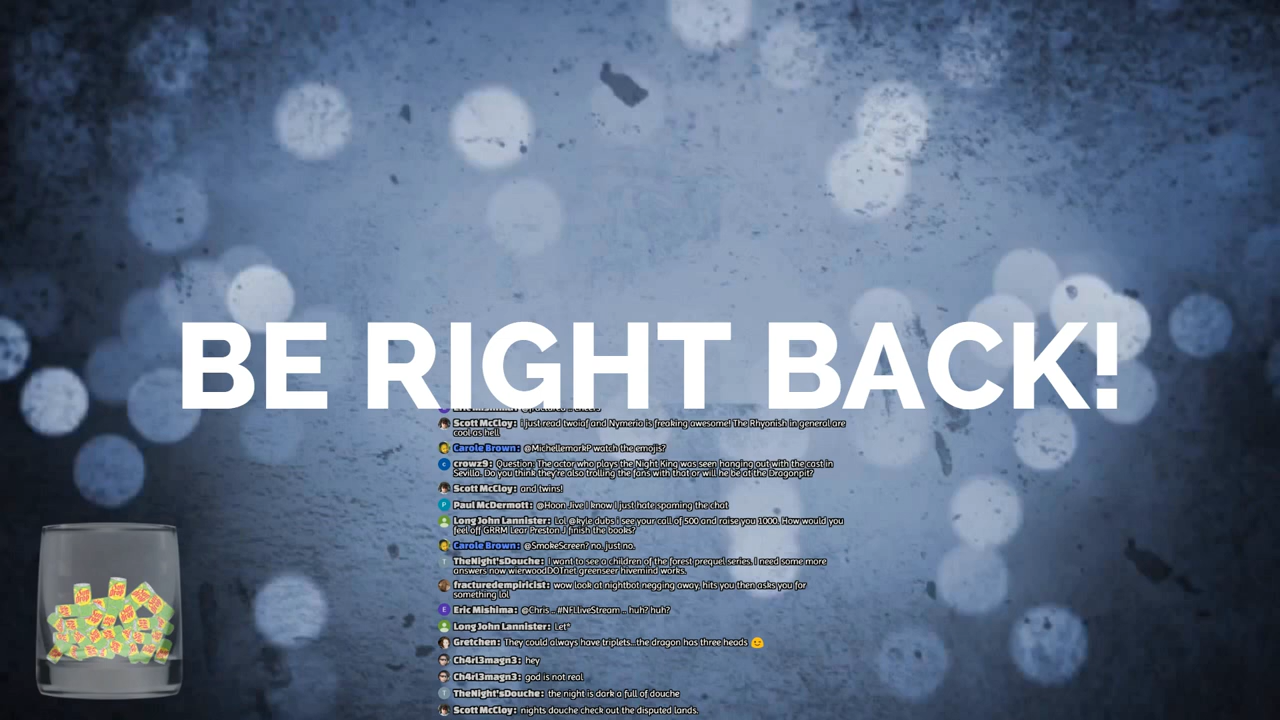 BE RIGHT BACK!
Eric Mishima:
Scott McCloy: I just read twoiaf and Nymeria is freaking awesome! The Rhyonish in general are
cool as hell
Carole Brown: @MichellemarkP watch the emojis?
crowz9: Question: The actor who plays the Night King was seen hanging out with the cast in
Sevilla. Do you think they're also trolling the fans with that or will he be at the Dragonpit?
Scott McCloy: and twins!
Paul McDermott: @Hoon Jive I know I just hate spaming the chat
Long John Lannister: Lol @kyle dubs i see your call of 500 and raise you 1000. How would you
feel off GRRM Lear Preston J finish the books?
Carole Brown: @SmokeScreen? no. just no.
TheNight'sDouche: I want to see a children of the forest prequel series. I need some more
answers now.wierwoodDOTnet greenseer hivemind works.
fracturedempiricist: wow look at nightbot negging away, hits you then asks you for
something lol
Eric Mishima: @Chris .. #NFLliveStream .. huh? huh?
Long John Lannister: Let*
Gretchen: They could always have triplets...the dragon has three heads 🙂
Ch4rl3magn3: hey
Ch4rl3magn3: god is not real
TheNight'sDouche: the night is dark a full of douche
Scott McCloy: nights douche check out the disputed lands.